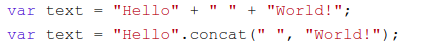 var text = "Hello" + " " + "World!";
var text = "Hello".concat(" ", "World!");